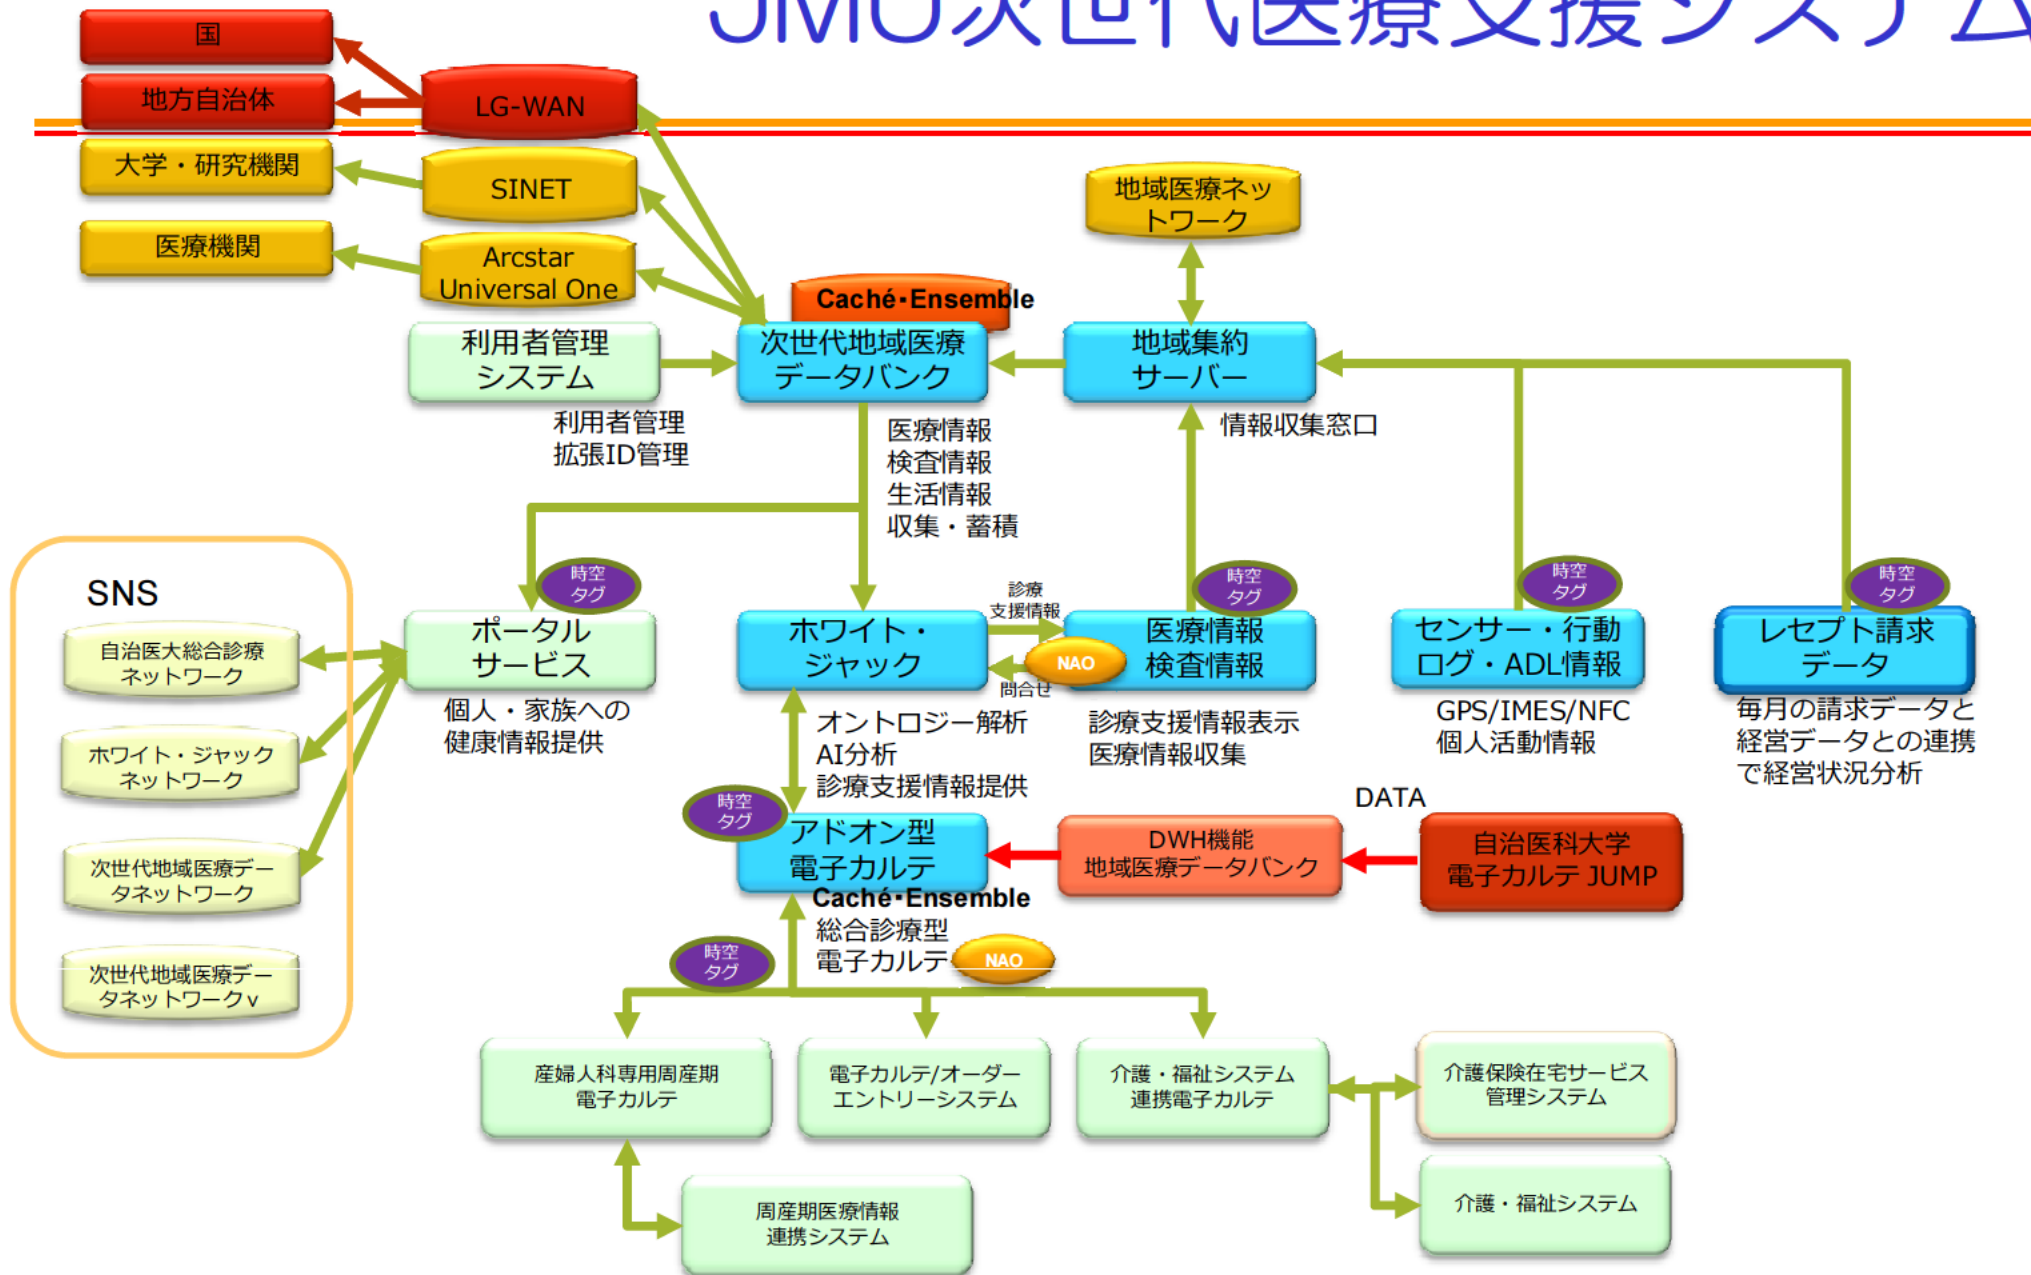 JMU次世代医療支援システム
国
地方自治体
LG-WAN
大学・研究機関
SINET
医療機関
Arcstar
Universal One
地域医療ネッ
トワーク
Caché・Ensemble
利用者管理
システム
次世代地域医療
データバンク
地域集約
サーバー
利用者管理
拡張ID管理
医療情報
検査情報
生活情報
収集・蓄積
情報収集窓口
SNS
自治医大総合診療
ネットワーク
ホワイト・ジャック
ネットワーク
次世代地域医療デー
タネットワーク
次世代地域医療デー
タネットワークv
時空
タグ
ポータル
サービス
個人・家族への
健康情報提供
ホワイト・
ジャック
診療
支援情報
NAO
問合せ
時空
タグ
医療情報
検査情報
時空
タグ
センサー・行動
ログ・ADL情報
時空
タグ
レセプト請求
データ
オントロジー解析
AI分析
診療支援情報提供
診療支援情報表示
医療情報収集
GPS/IMES/NFC
個人活動情報
毎月の請求データと
経営データとの連携
で経営状況分析
時空
タグ
アドオン型
電子カルテ
DWH機能
地域医療データバンク
DATA
自治医科大学
電子カルテ JUMP
Caché・Ensemble
総合診療型
電子カルテ
時空
タグ
NAO
産婦人科専用周産期
電子カルテ
電子カルテ/オーダー
エントリーシステム
介護・福祉システム
連携電子カルテ
介護保険在宅サービス
管理システム
周産期医療情報
連携システム
介護・福祉システム